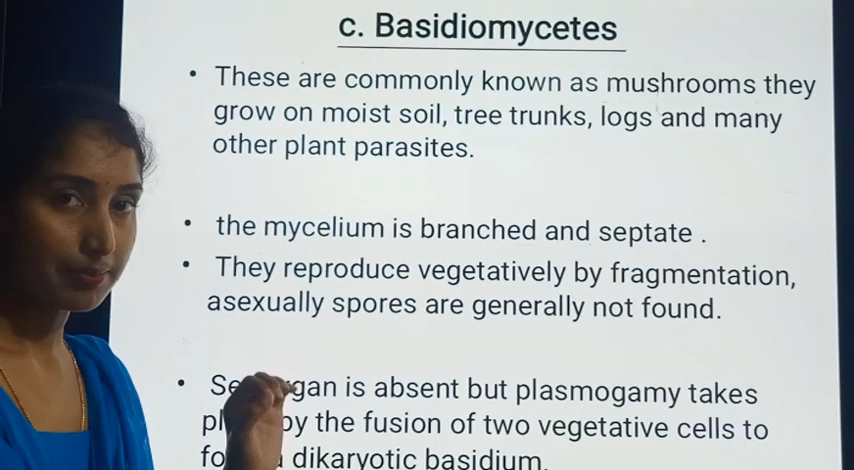 c. Basidiomycetes
• These are commonly known as mushrooms they
grow on moist soil, tree trunks, logs and many
other plant parasites.
• the mycelium is branched and septate .
• They reproduce vegetatively by fragmentation,
asexually spores are generally not found.
• is absent but plasmogamy takes
by the fusion of two vegetative cells to
dikaryotic basidium.